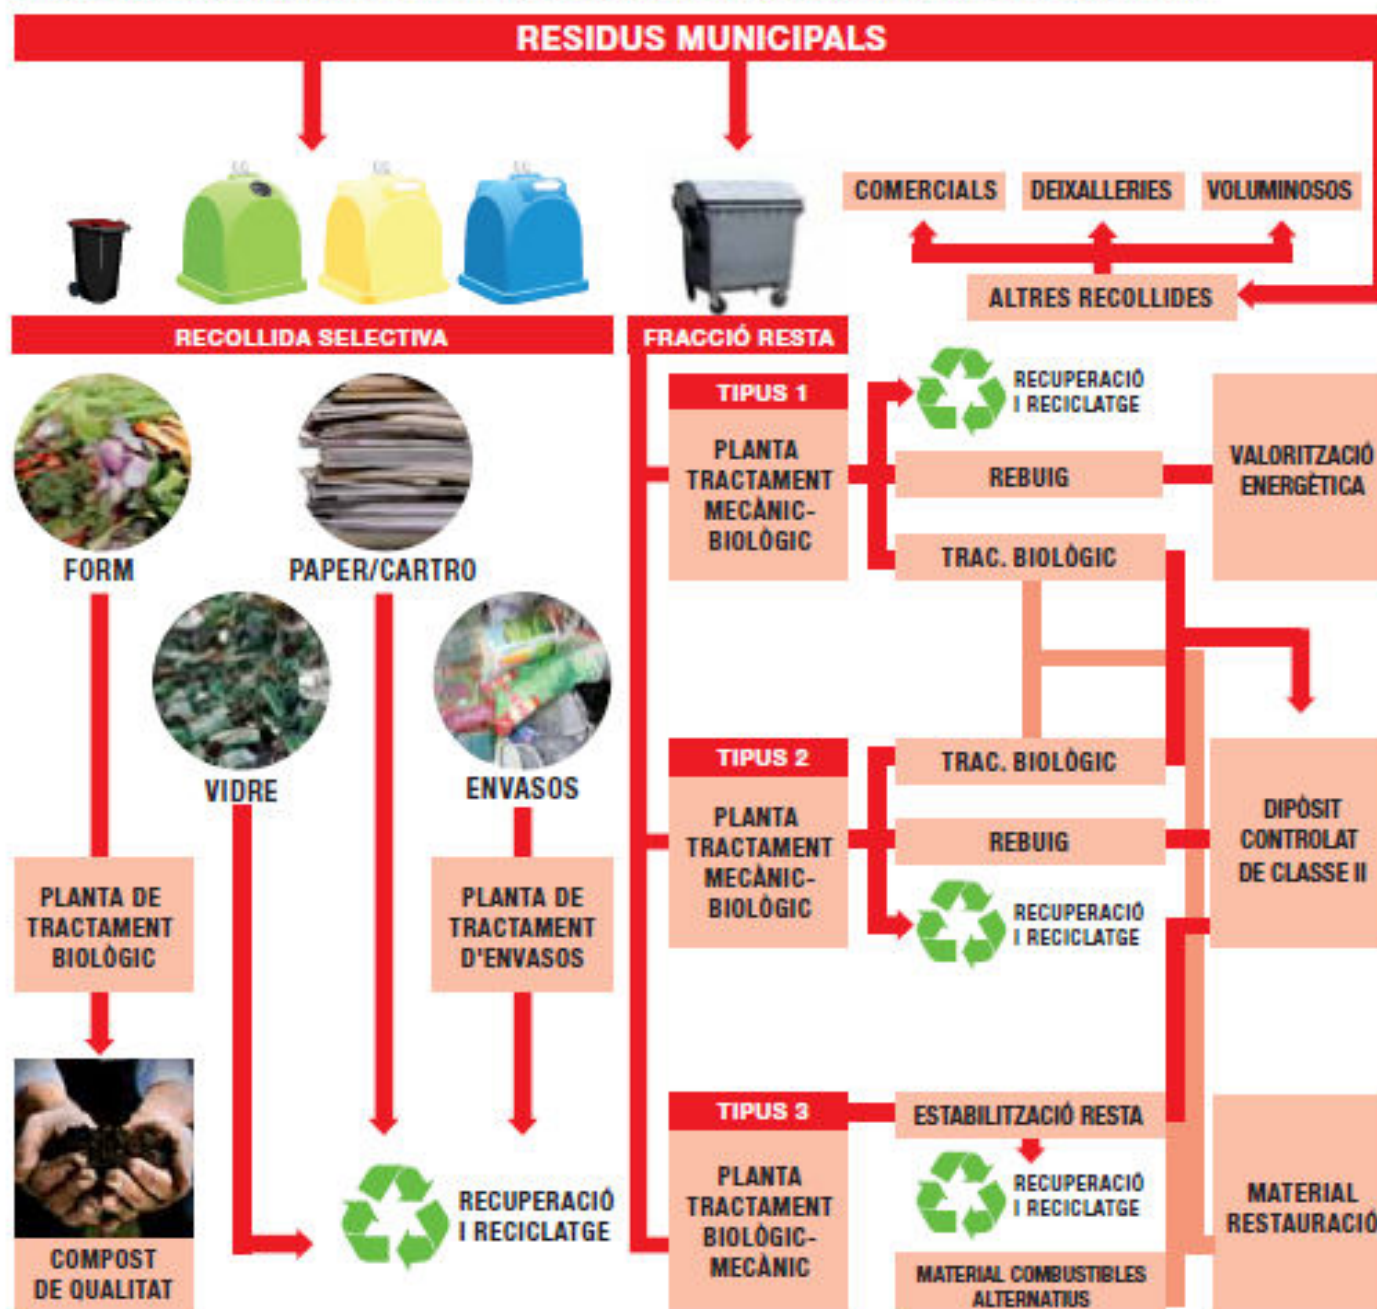 RESIDUS MUNICIPALS
COMERCIALS
DEIXALLERIES
VOLUMINOSOS
ALTRES RECOLLIDES
RECOLLIDA SELECTIVA
FRACCIÓ RESTA
FORM
PAPER/CARTRO
VIDRE
ENVASOS
PLANTA DE
TRACTAMENT
BIOLÒGIC
PLANTA DE
TRACTAMENT
D'ENVASOS
COMPOST
DE QUALITAT
RECUPERACIÓ
I RECICLATGE
TIPUS 1
PLANTA
TRACTAMENT
MECÀNIC-
BIOLÒGIC
RECUPERACIÓ
I RECICLATGE
REBUIG
TRAC. BIOLÒGIC
VALORITZACIÓ
ENERGÈTICA
TIPUS 2
PLANTA
TRACTAMENT
MECÀNIC-
BIOLÒGIC
TRAC. BIOLÒGIC
REBUIG
RECUPERACIÓ
I RECICLATGE
DIPÒSIT
CONTROLAT
DE CLASSE II
TIPUS 3
PLANTA
TRACTAMENT
BIOLÒGIC-
MECÀNIC
ESTABILITZACIÓ RESTA
RECUPERACIÓ
I RECICLATGE
MATERIAL COMBUSTIBLES
ALTERNATIUS
MATERIAL
RESTAURACIÓ